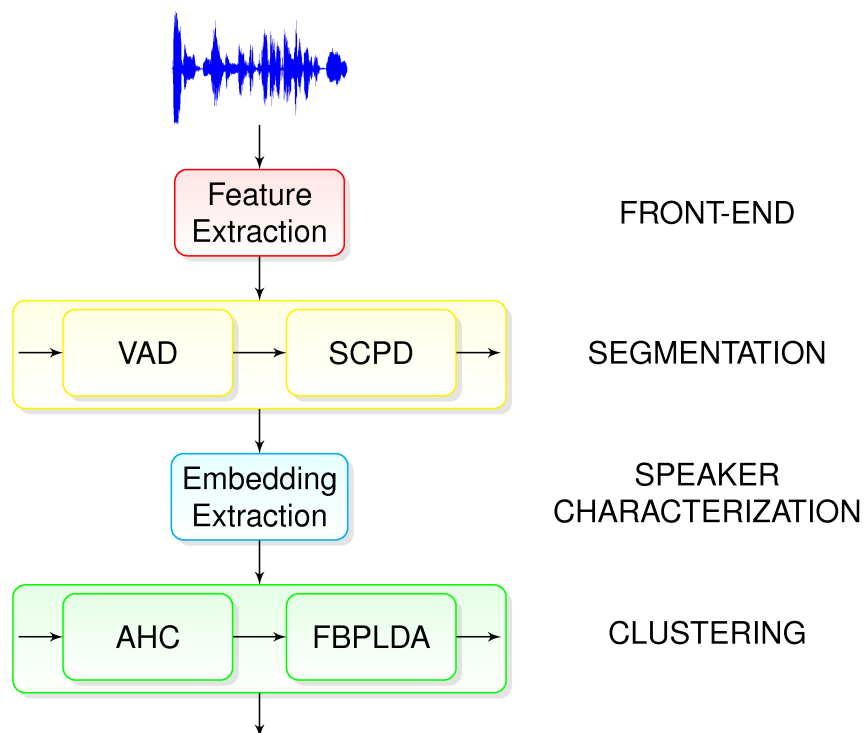 Feature
Extraction
FRONT-END
VAD
SCPD
SEGMENTATION
Embedding
Extraction
SPEAKER
CHARACTERIZATION
AHC
FBPLDA
CLUSTERING